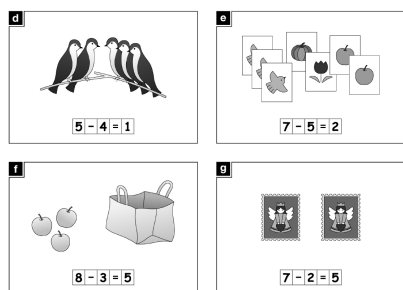 d
5 - 4 = 1
e
7 - 5 = 2
f
8 - 3 = 5
g
7 - 2 = 5